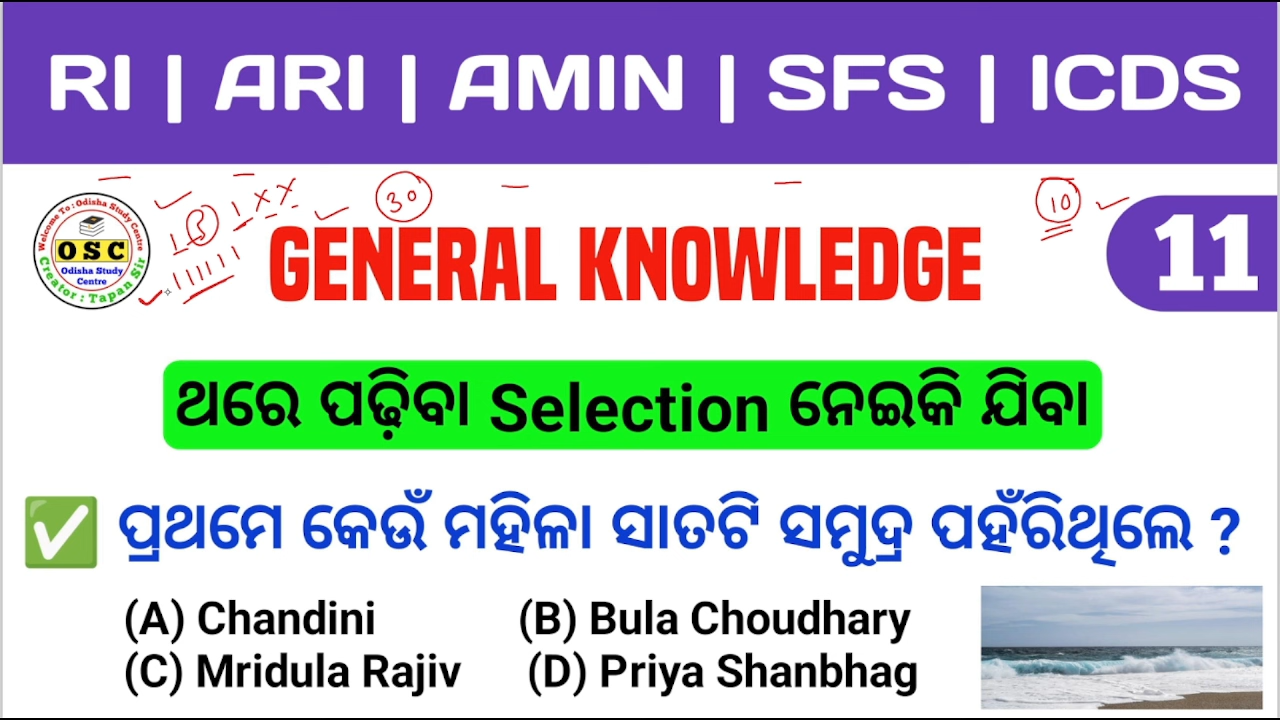 RI | ARI | AMIN | SFS | ICDS
Welcome To : Odisha Study Centre
OSC
Odisha Study
Centre
Creator : Tapan Sir
30
10
GENERAL KNOWLEDGE
11
ଥରେ ପଢ଼ିବା Selection ନେଇକି ଯିବା
ପ୍ରଥମେ କେଉଁ ମହିଳା ସାତଟି ସମୁଦ୍ର ପହଁରିଥିଲେ ?
(A) Chandini (B) Bula Choudhary
(C) Mridula Rajiv (D) Priya Shanbhag